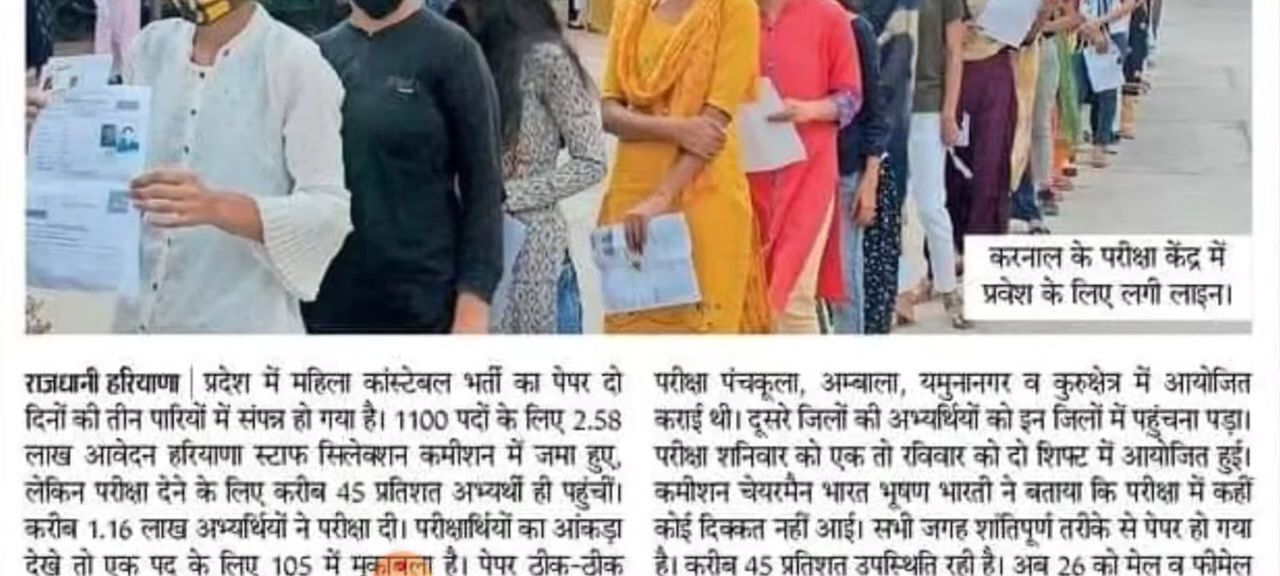 करनाल के परीक्षा केंद्र में
प्रवेश के लिए लगी लाइन।
राजधानी हरियाणा | प्रदेश में महिला कांस्टेबल भर्ती का पेपर दो
दिनों की तीन पारियों में संपन्न हो गया है। 1100 पदों के लिए 2.58
लाख आवेदन हरियाणा स्टाफ सिलेक्शन कमीशन में जमा हुए,
लेकिन परीक्षा देने के लिए करीब 45 प्रतिशत अभ्यर्थी ही पहुंचीं।
करीब 1.16 लाख अभ्यर्थियों ने परीक्षा दी। परीक्षार्थियों का आंकड़ा
देखे तो एक पद के लिए 105 में मुकाबला है। पेपर ठीक-ठीक
परीक्षा पंचकूला, अम्बाला, यमुनानगर व कुरुक्षेत्र में आयोजित
कराई थी। दूसरे जिलों की अभ्यर्थियों को इन जिलों में पहुंचना पड़ा।
परीक्षा शनिवार को एक तो रविवार को दो शिफ्ट में आयोजित हुई।
कमीशन चेयरमैन भारत भूषण भारती ने बताया कि परीक्षा में कहीं
कोई दिक्कत नहीं आई। सभी जगह शांतिपूर्ण तरीके से पेपर हो गया
है। करीब 45 प्रतिशत उपस्थिति रही है। अब 26 को मेल व फीमेल